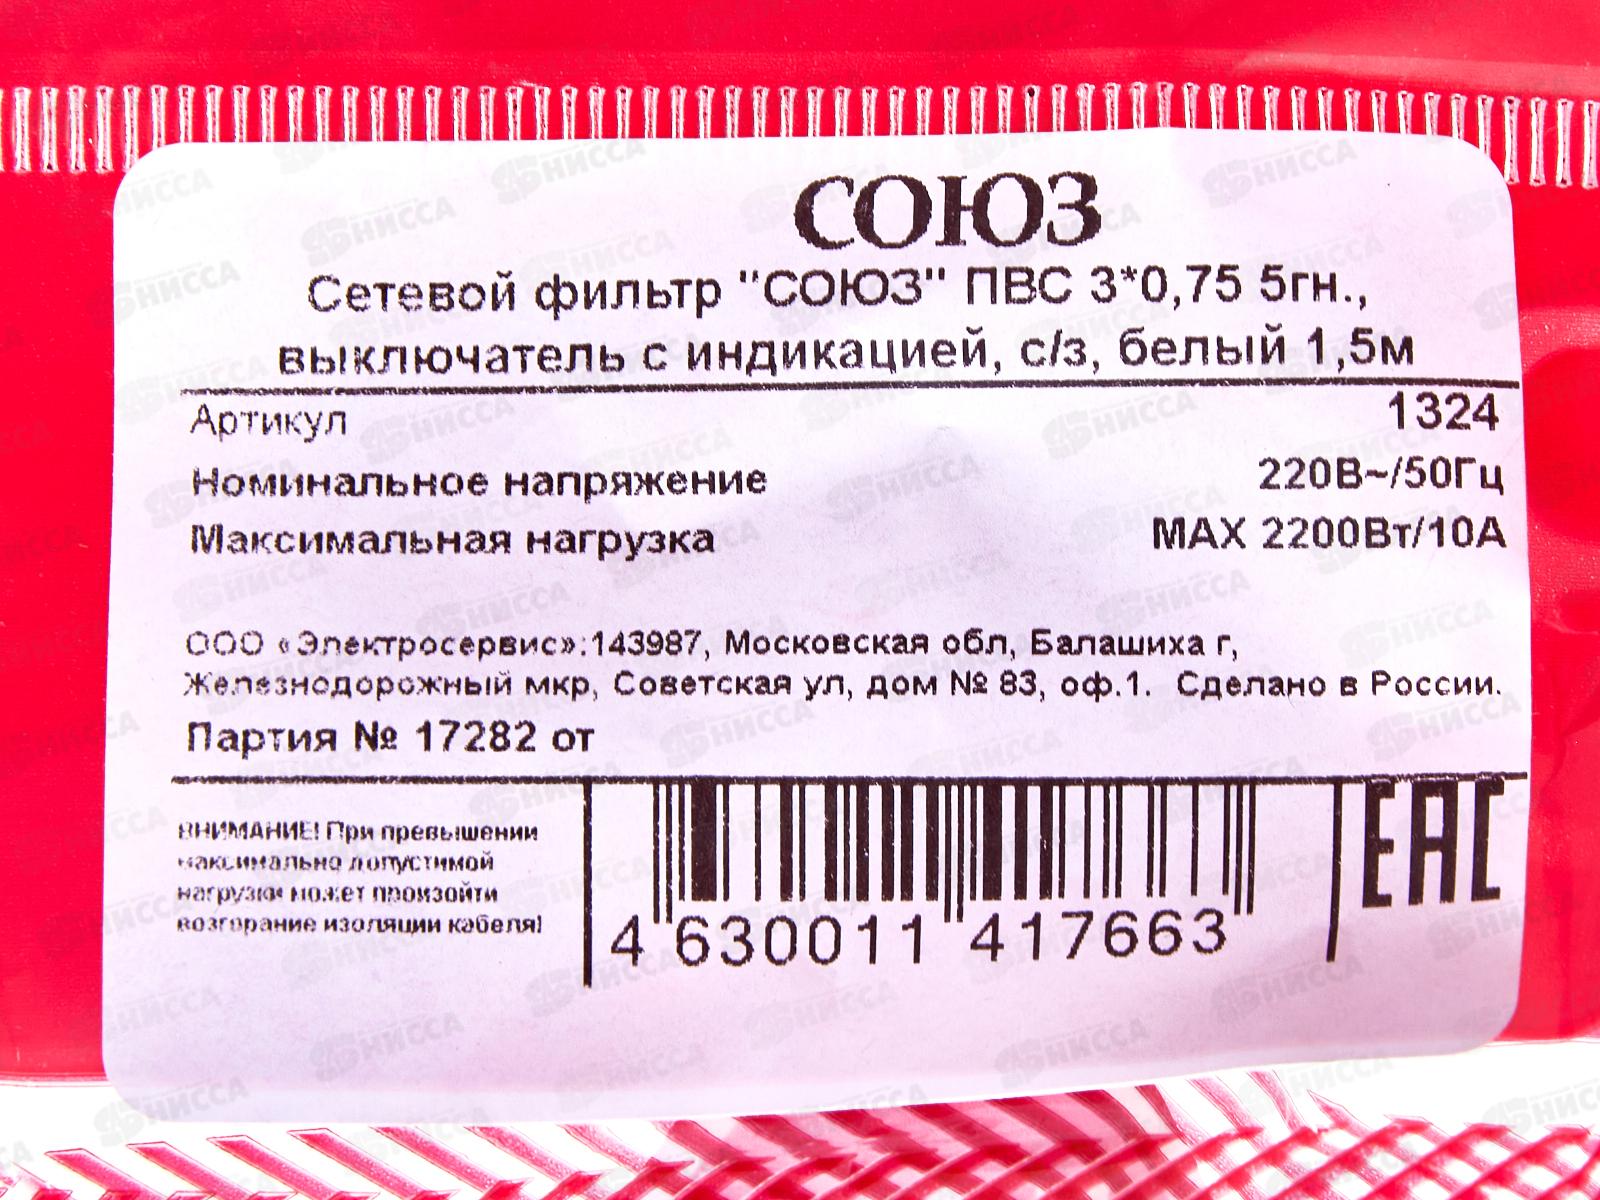 СОЮЗ
Сетевой фильтр "СОЮЗ" ПВС 3*0,75 5гн.,
выключатель с индикацией, с/з, белый 1,5м
Артикул 1324
Номинальное напряжение 220В~/50Гц
Максимальная нагрузка МАХ 2200Вт/10А
ООО «Электросервис»:143987, Московская обл, Балашиха г,
Железнодорожный мкр, Советская ул, дом № 83, оф.1. Сделано в России.
Партия № 17282 от
ВНИМАНИЕ! При превышении
максимально допустимой
нагрузки может произойти
возгорание изоляции кабеля!
4 630011 417663
ЕАС
НИССА